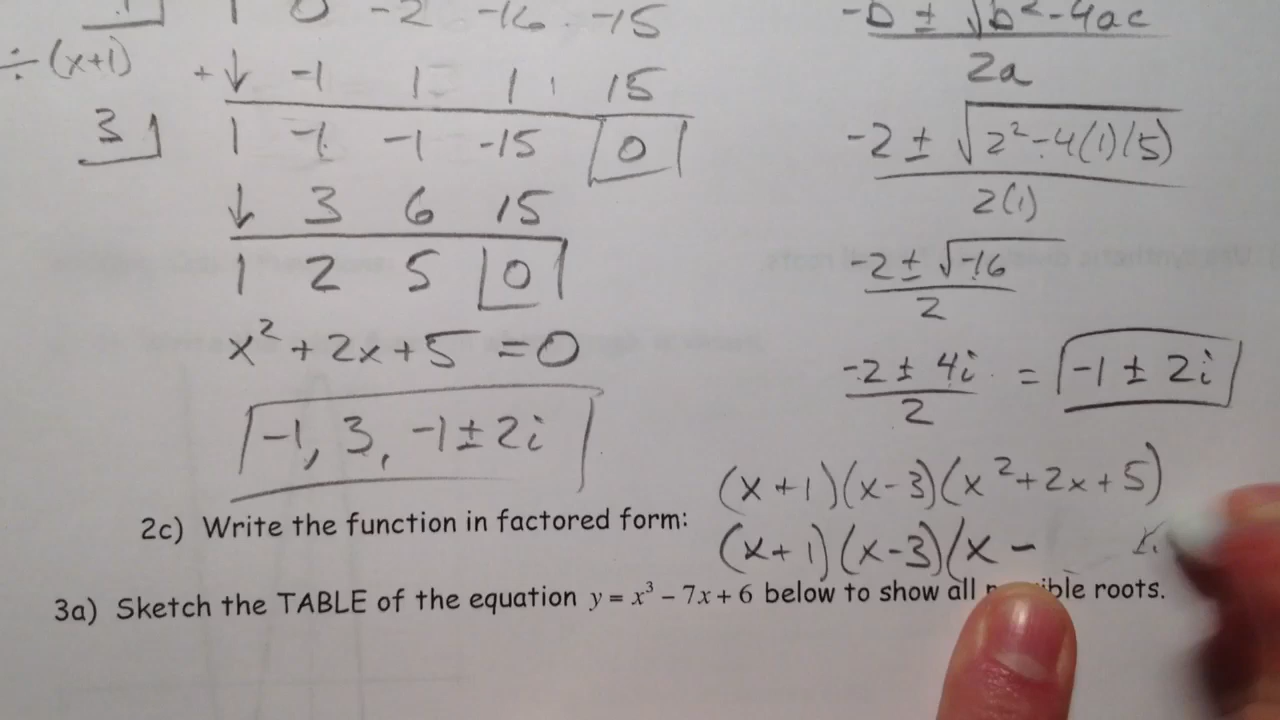 1 0 -2 -16 -15
÷ (x+1) + ↓ -1 1 1 15
3 1 -1 -1 -15 0
↓ 3 6 15
1 2 5 0
x² + 2x + 5 = 0
-1, 3, -1 ± 2i
-b ± √b² - 4ac
2a
-2 ± √2² - 4(1)(5)
2(1)
-2 ± √-16
2
-2 ± 4i = -1 ± 2i
2
(x+1)(x-3)(x²+2x+5)
2c) Write the function in factored form:
(x+1)(x-3)(x -
3a) Sketch the TABLE of the equation y = x³ - 7x + 6 below to show all roots.